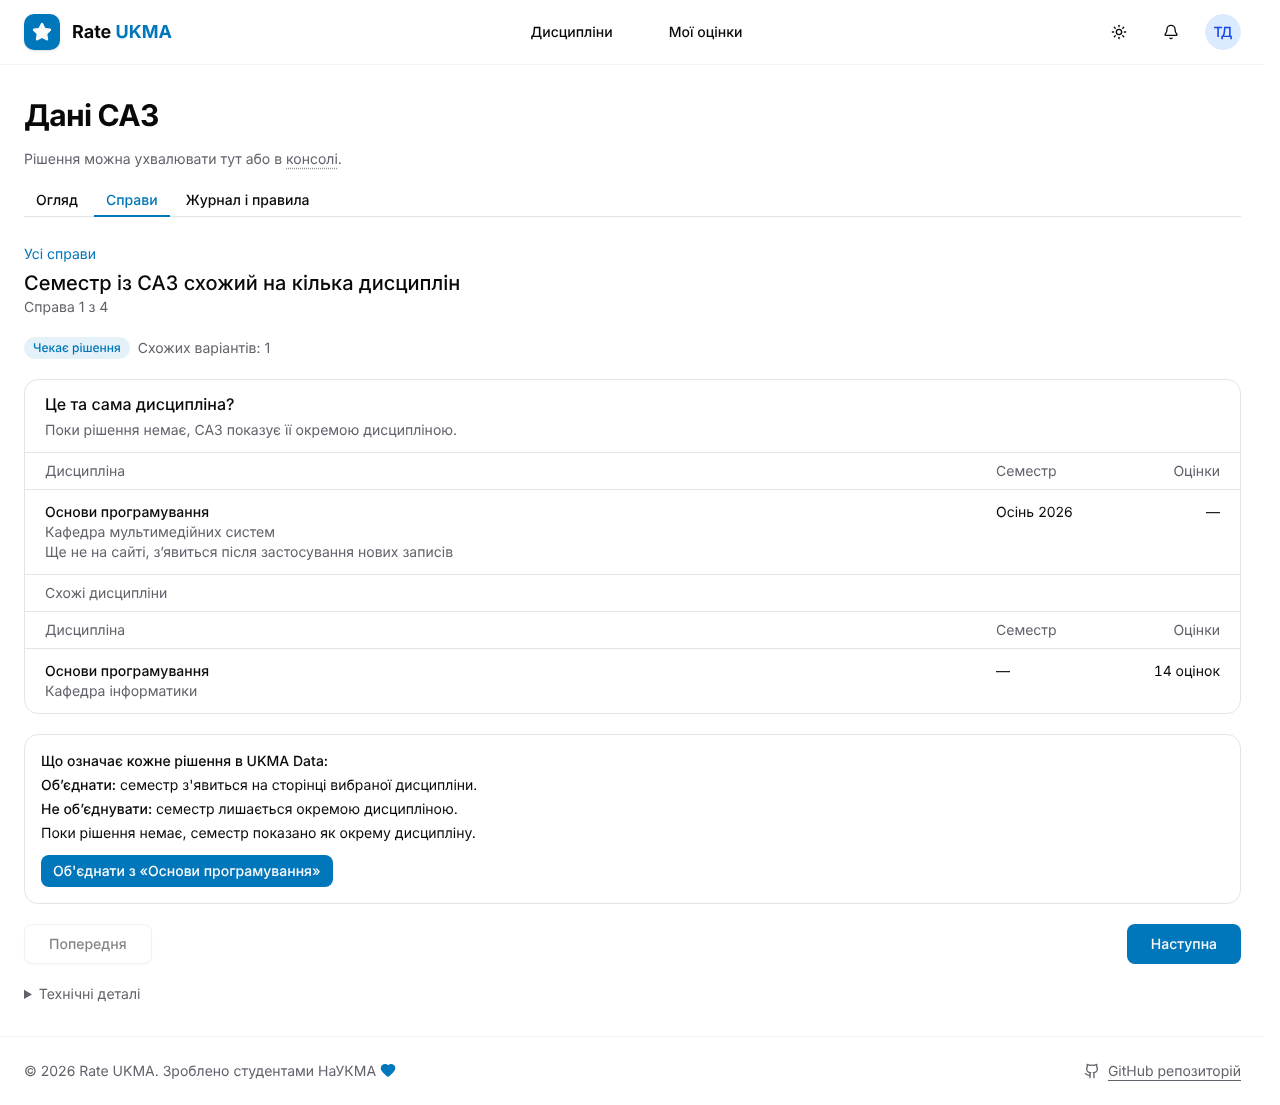 Rate UKMA
Дисципліни
Мої оцінки
ТД
Дані САЗ
Рішення можна ухвалювати тут або в консолі.
Огляд
Справи
Журнал і правила
Усі справи
Семестр із САЗ схожий на кілька дисциплін
Справа 1 з 4
Чекає рішення
Схожих варіантів: 1
Це та сама дисципліна?
Поки рішення немає, САЗ показує її окремою дисципліною.
Дисципліна Семестр Оцінки
Основи програмування Осінь 2026 —
Кафедра мультимедійних систем
Ще не на сайті, з’явиться після застосування нових записів
Схожі дисципліни
Дисципліна Семестр Оцінки
Основи програмування — 14 оцінок
Кафедра інформатики
Що означає кожне рішення в UKMA Data:
Об’єднати: семестр з'явиться на сторінці вибраної дисципліни.
Не об’єднувати: семестр лишається окремою дисципліною.
Поки рішення немає, семестр показано як окрему дисципліну.
Об'єднати з «Основи програмування»
Попередня
Наступна
Технічні деталі
© 2026 Rate UKMA. Зроблено студентами НаУКМА
GitHub репозиторій